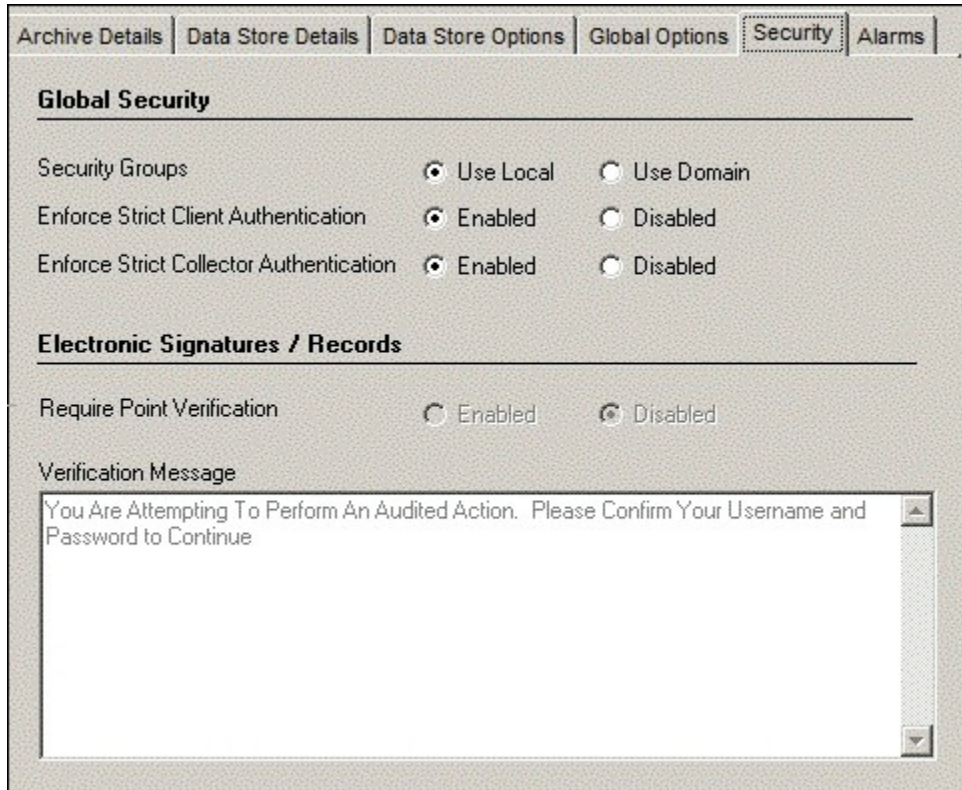 Archive Details Data Store Details Data Store Options Global Options Security Alarms
Global Security
Security Groups Use Local Use Domain
Enforce Strict Client Authentication Enabled Disabled
Enforce Strict Collector Authentication Enabled Disabled
Electronic Signatures / Records
Require Point Verification Enabled Disabled
Verification Message
You Are Attempting To Perform An Audited Action. Please Confirm Your Username and
Password to Continue